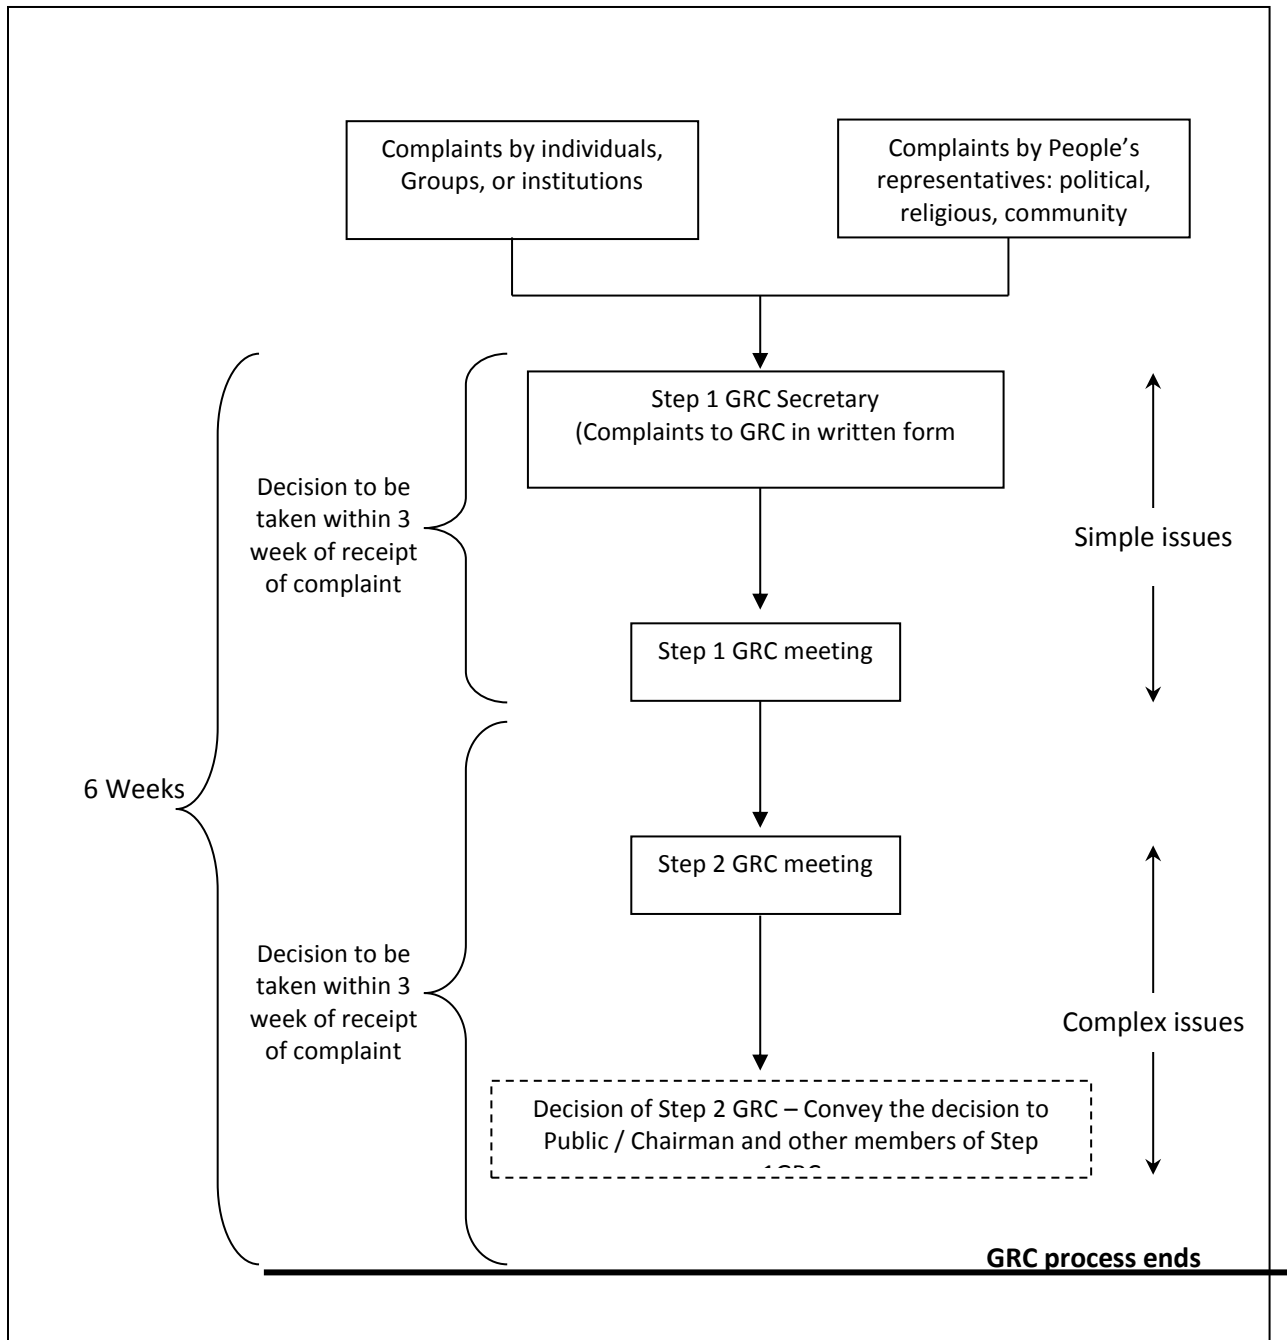 Complaints by individuals,
Groups, or institutions
Complaints by People’s
representatives: political,
religious, community
Step 1 GRC Secretary
(Complaints to GRC in written form
Decision to be
taken within 3
week of receipt
of complaint
Simple issues
Step 1 GRC meeting
6 Weeks
Step 2 GRC meeting
Decision to be
taken within 3
week of receipt
of complaint
Complex issues
Decision of Step 2 GRC – Convey the decision to
Public / Chairman and other members of Step
GRC process ends